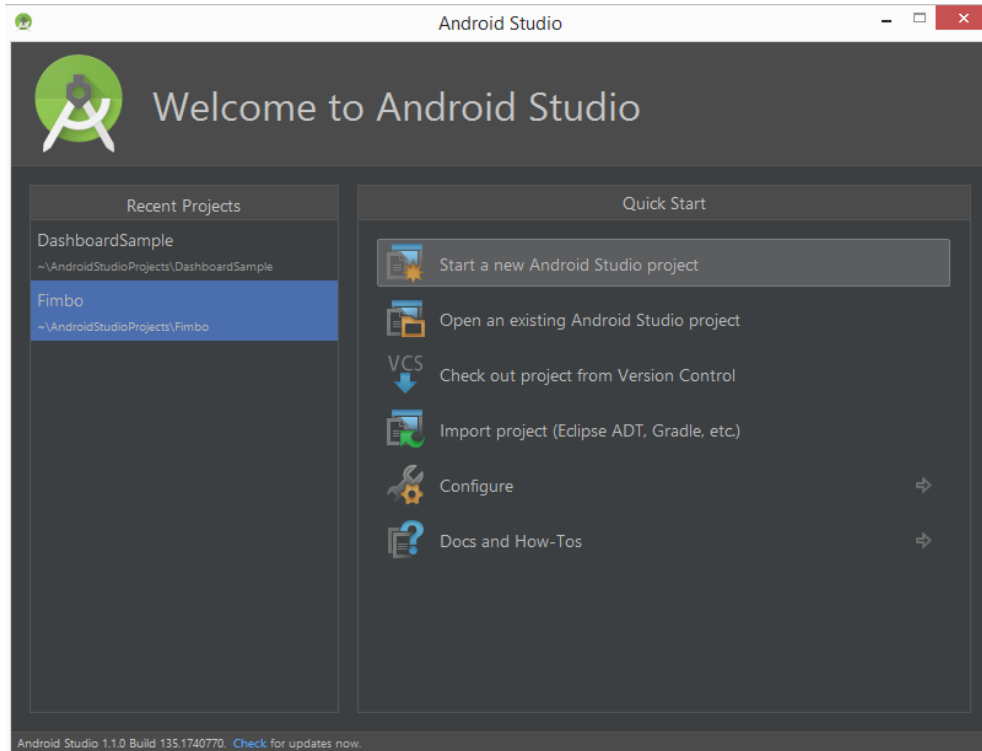 Android Studio
Welcome to Android Studio
Recent Projects
DashboardSample
~\AndroidStudioProjects\DashboardSample
Fimbo
~\AndroidStudioProjects\Fimbo
Quick Start
Start a new Android Studio project
Open an existing Android Studio project
VCS
Check out project from Version Control
Import project (Eclipse ADT, Gradle, etc.)
Configure
Docs and How-Tos
Android Studio 1.1.0 Build 135.1740770. Check for updates now.